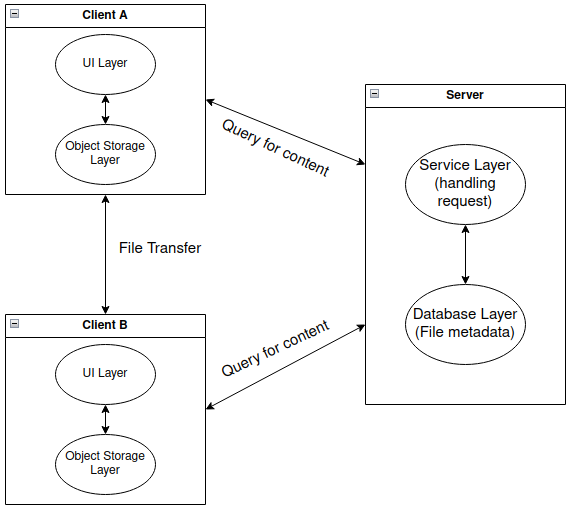 Client A
UI Layer
Object Storage
Layer
Query for content
Server
Service Layer
(handling
request)
File Transfer
Database Layer
(File metadata)
Client B
Query for content
UI Layer
Object Storage
Layer